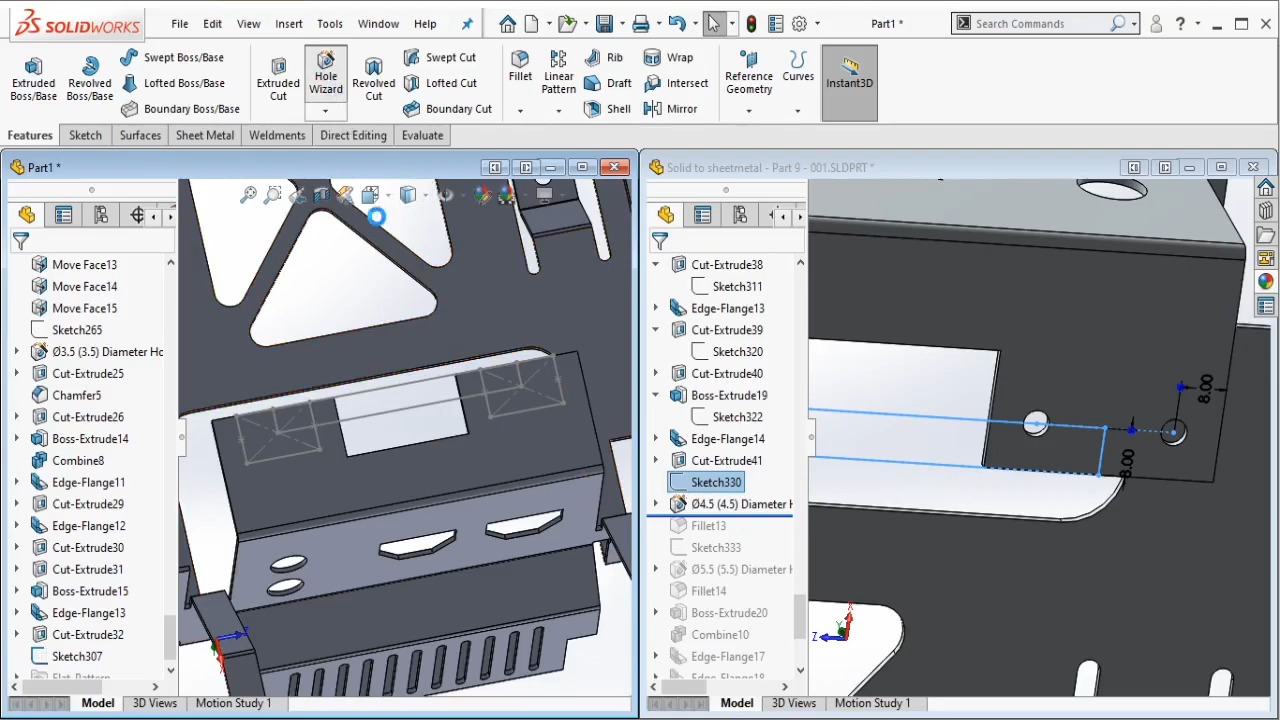 SOLIDWORKS
File Edit View Insert Tools Window Help
Part1 *
Search Commands
Extruded Boss/Base
Revolved Boss/Base
Swept Boss/Base
Lofted Boss/Base
Boundary Boss/Base
Extruded Cut
Hole Wizard
Revolved Cut
Swept Cut
Lofted Cut
Boundary Cut
Fillet
Linear Pattern
Rib
Draft
Shell
Wrap
Intersect
Mirror
Reference Geometry
Curves
Instant3D
Features Sketch Surfaces Sheet Metal Weldments Direct Editing Evaluate
Part1 *
Move Face13
Move Face14
Move Face15
Sketch265
Ø3.5 (3.5) Diameter Ho
Cut-Extrude25
Chamfer5
Cut-Extrude26
Boss-Extrude14
Combine8
Edge-Flange11
Cut-Extrude29
Edge-Flange12
Cut-Extrude30
Cut-Extrude31
Boss-Extrude15
Edge-Flange13
Cut-Extrude32
Sketch307
Flat-Pattern
Z
Model 3D Views Motion Study 1
Solid to sheetmetal - Part 9 - 001.SLDPRT *
Cut-Extrude38
Sketch311
Edge-Flange13
Cut-Extrude39
Sketch320
Cut-Extrude40
Boss-Extrude19
Sketch322
Edge-Flange14
Cut-Extrude41
Sketch330
Ø4.5 (4.5) Diameter H
Fillet13
Sketch333
Ø5.5 (5.5) Diameter H
Fillet14
Boss-Extrude20
Combine10
Edge-Flange17
8.00
8.00
X
Y
Z
Model 3D Views Motion Study 1